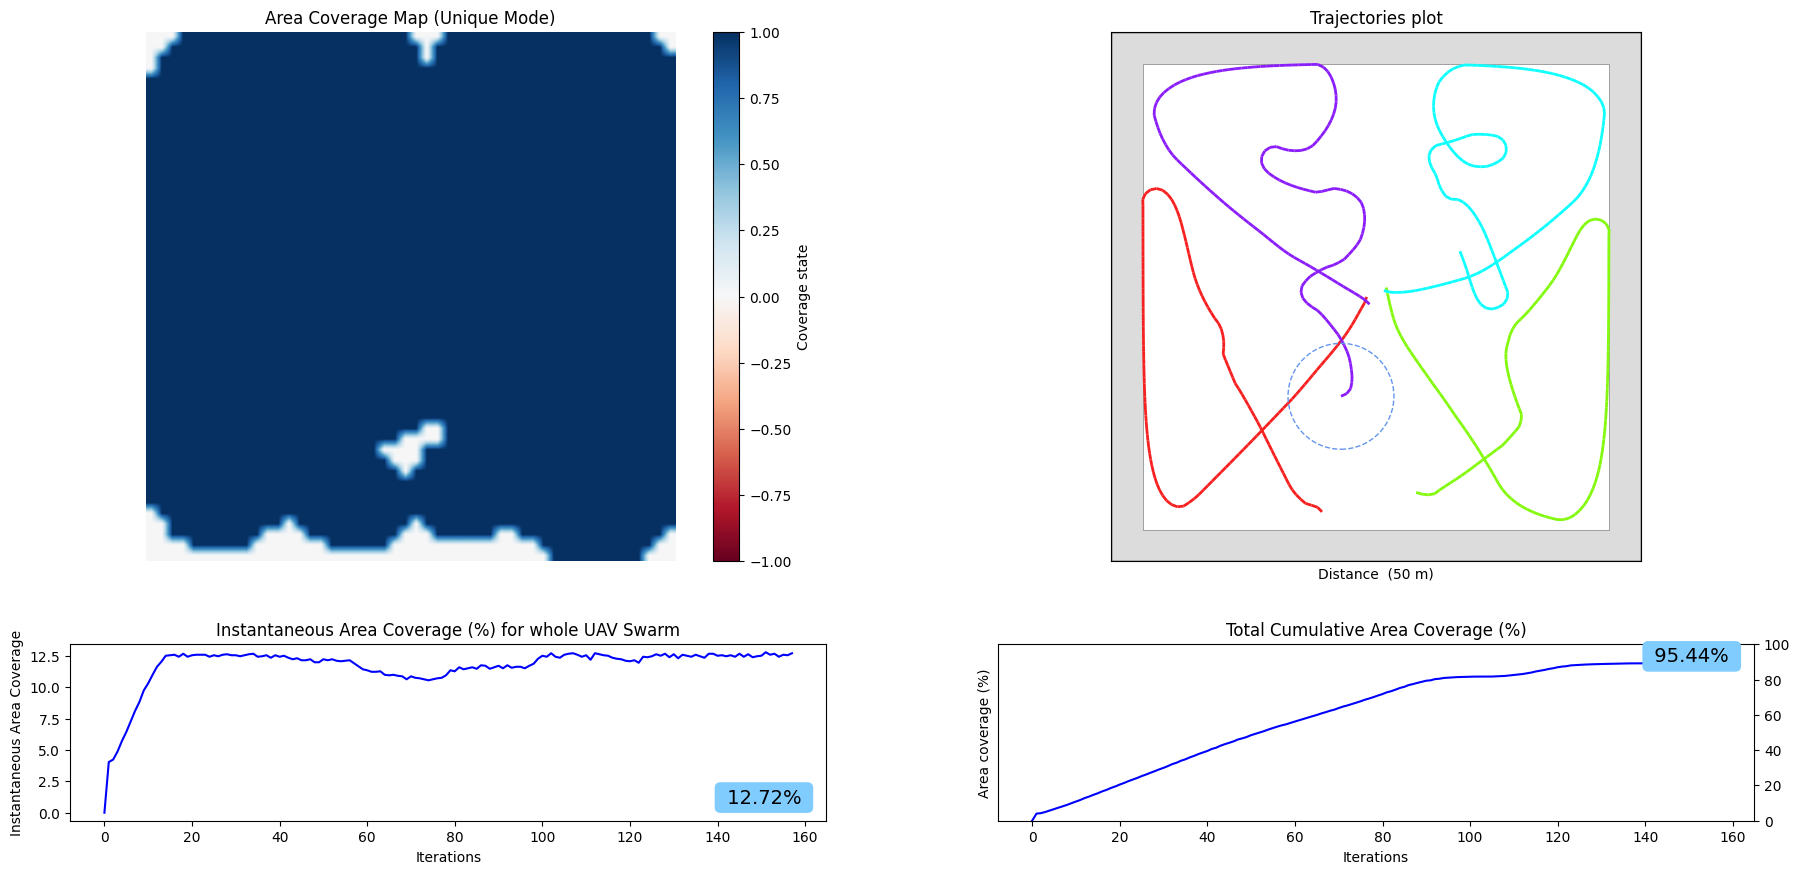 Area Coverage Map (Unique Mode)
1.00
0.75
0.50
0.25
0.00
−0.25
−0.50
−0.75
−1.00
Coverage state
Trajectories plot
Distance  (50 m)
Instantaneous Area Coverage (%) for whole UAV Swarm
Instantaneous Area Coverage
12.5
10.0
7.5
5.0
2.5
0.0
12.72%
0 20 40 60 80 100 120 140 160
Iterations
Total Cumulative Area Coverage (%)
Area coverage (%)
95.44%
100
80
60
40
20
0
0 20 40 60 80 100 120 140 160
Iterations